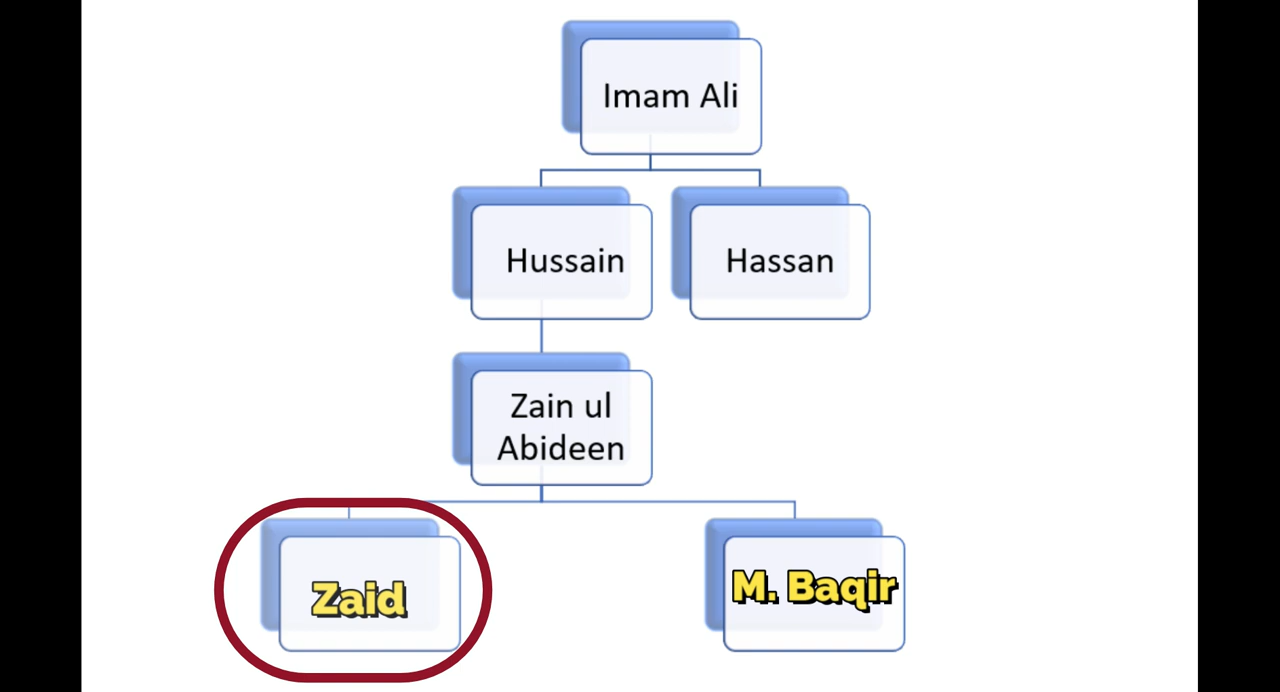 Imam Ali
Hussain
Hassan
Zain ul
Abideen
Zaid
M. Baqir